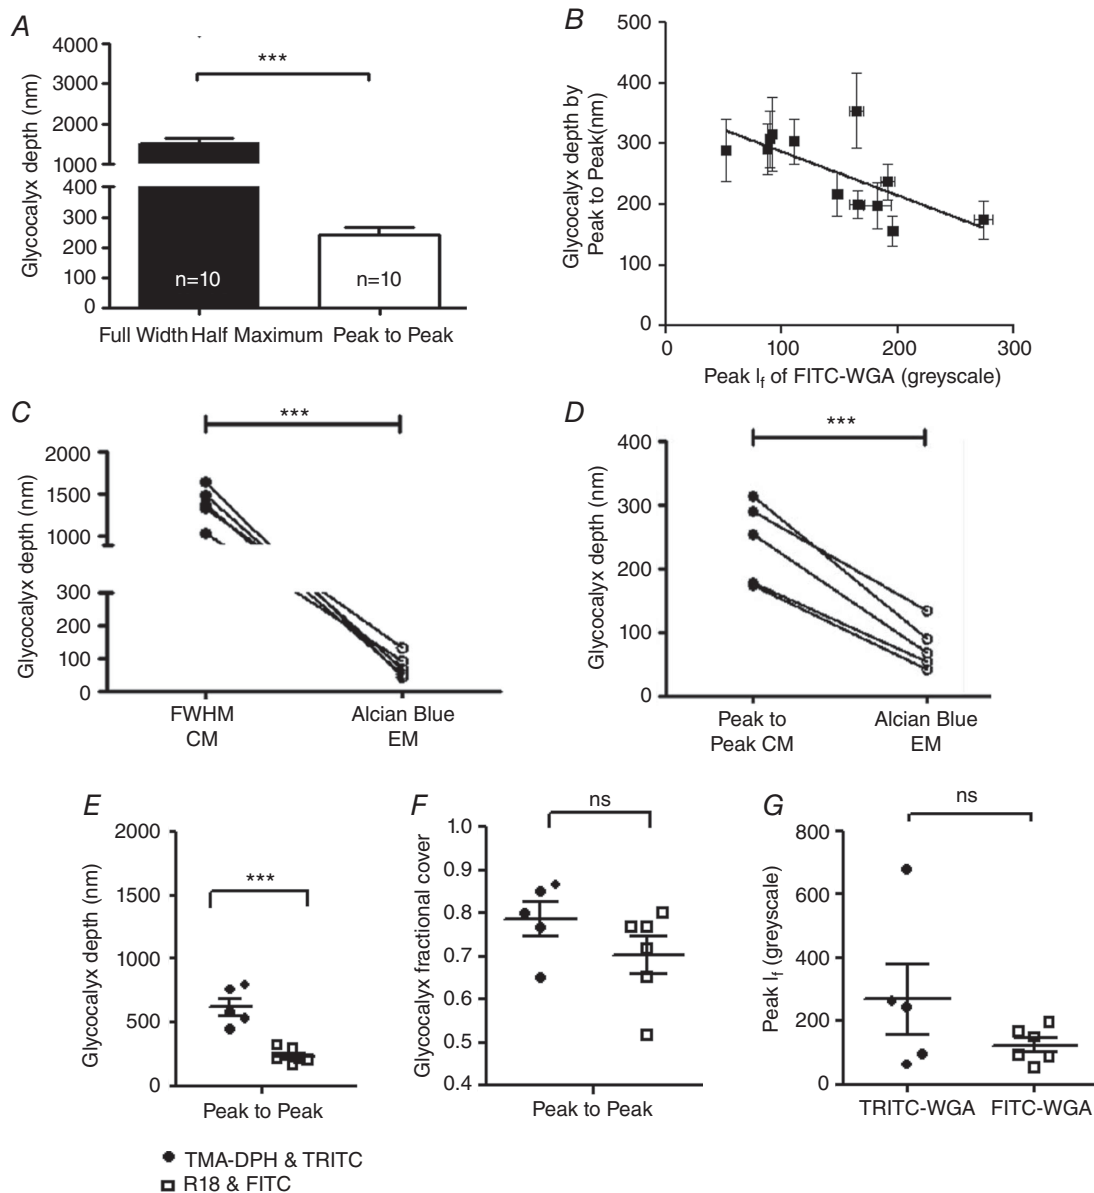 A
Glycocalyx depth (nm)
4000
3000
2000
1000
400
300
200
100
0
***
n=10
n=10
Full Width Half Maximum
Peak to Peak
B
Glycocalyx depth by
Peak to Peak(nm)
500
400
300
200
100
0
0
100
200
300
Peak If of FITC-WGA (greyscale)
C
Glycocalyx depth (nm)
2000
1500
1000
300
200
100
0
***
FWHM
CM
Alcian Blue
EM
D
Glycocalyx depth (nm)
400
300
200
100
0
***
Peak to
Peak CM
Alcian Blue
EM
E
Glycocalyx depth (nm)
2000
1500
1000
500
0
***
Peak to Peak
F
Glycocalyx fractional cover
1.0
0.9
0.8
0.7
0.6
0.5
0.4
ns
Peak to Peak
G
Peak If (greyscale)
800
600
400
200
0
ns
TRITC-WGA
FITC-WGA
TMA-DPH & TRITC
R18 & FITC